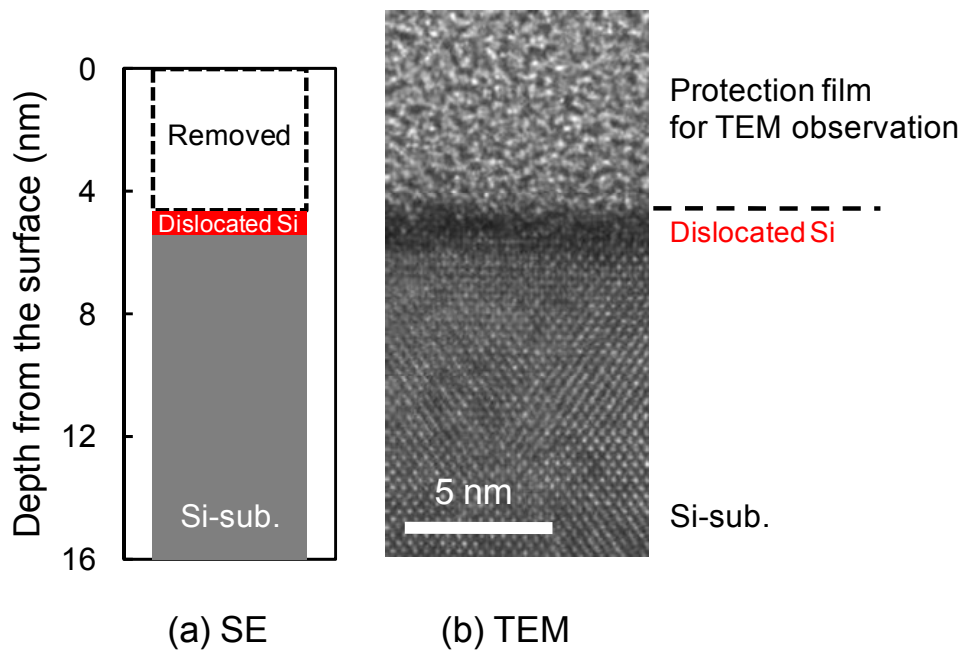 Depth from the surface (nm)
0
4
8
12
16
Removed
Dislocated Si
Si-sub.
(a) SE
5 nm
(b) TEM
Protection film
for TEM observation
Dislocated Si
Si-sub.